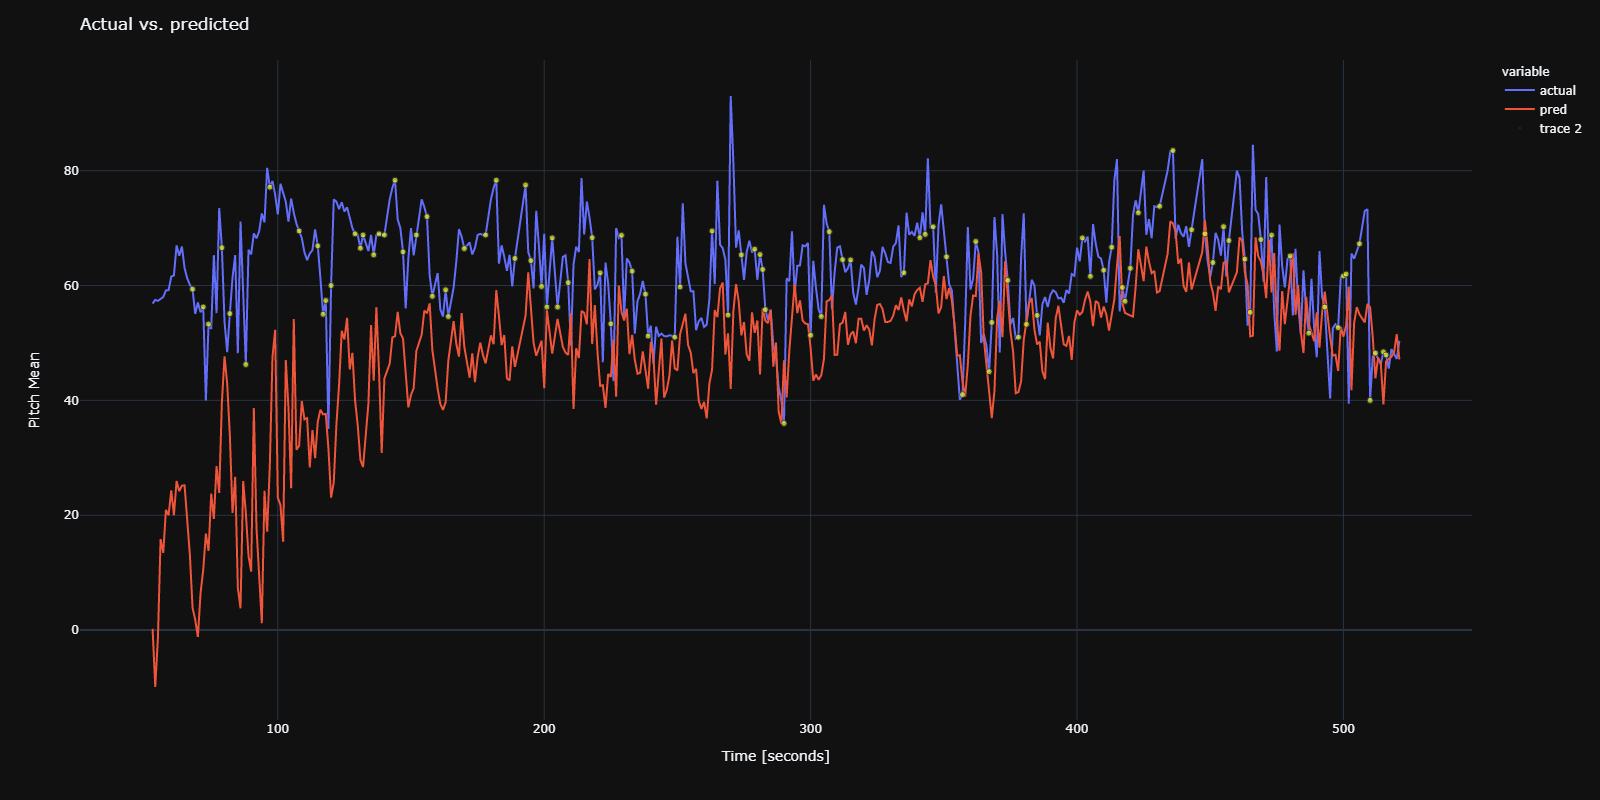 Actual vs. predicted
variable
actual
pred
trace 2
80
60
40
20
0
Pitch Mean
100
200
300
400
500
Time [seconds]